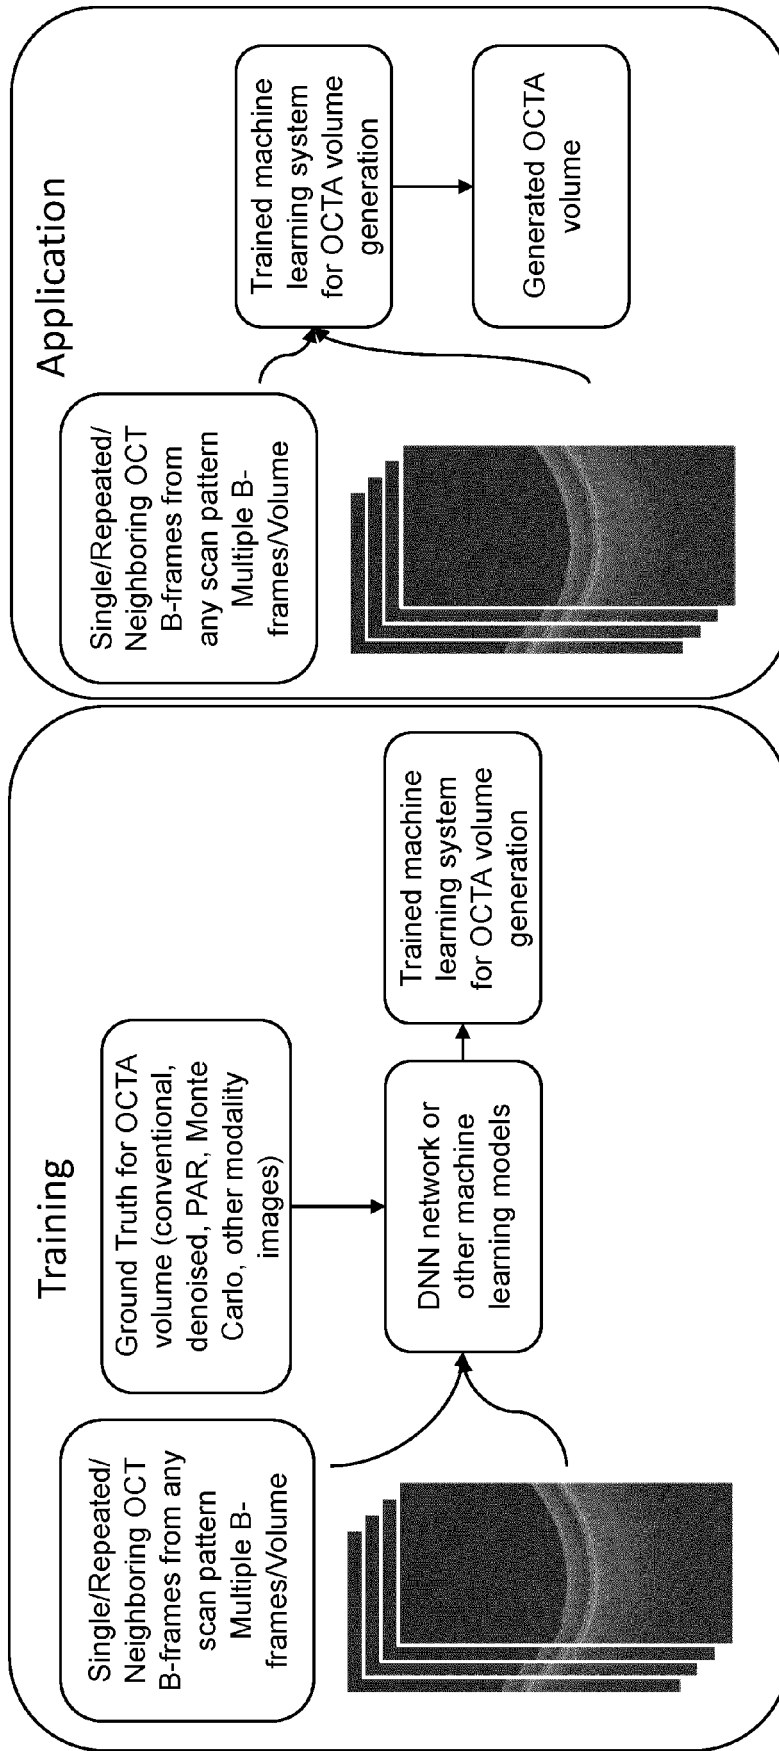 Training
Single/Repeated/
Neighboring OCT
B-frames from any
scan pattern
Multiple B-
frames/Volume
Ground Truth for OCTA
volume (conventional,
denoised, PAR, Monte
Carlo, other modality
images)
DNN network or
other machine
learning models
Trained machine
learning system
for OCTA volume
generation
Application
Single/Repeated/
Neighboring OCT
B-frames from
any scan pattern
Multiple B-
frames/Volume
Trained machine
learning system
for OCTA volume
generation
Generated OCTA
volume